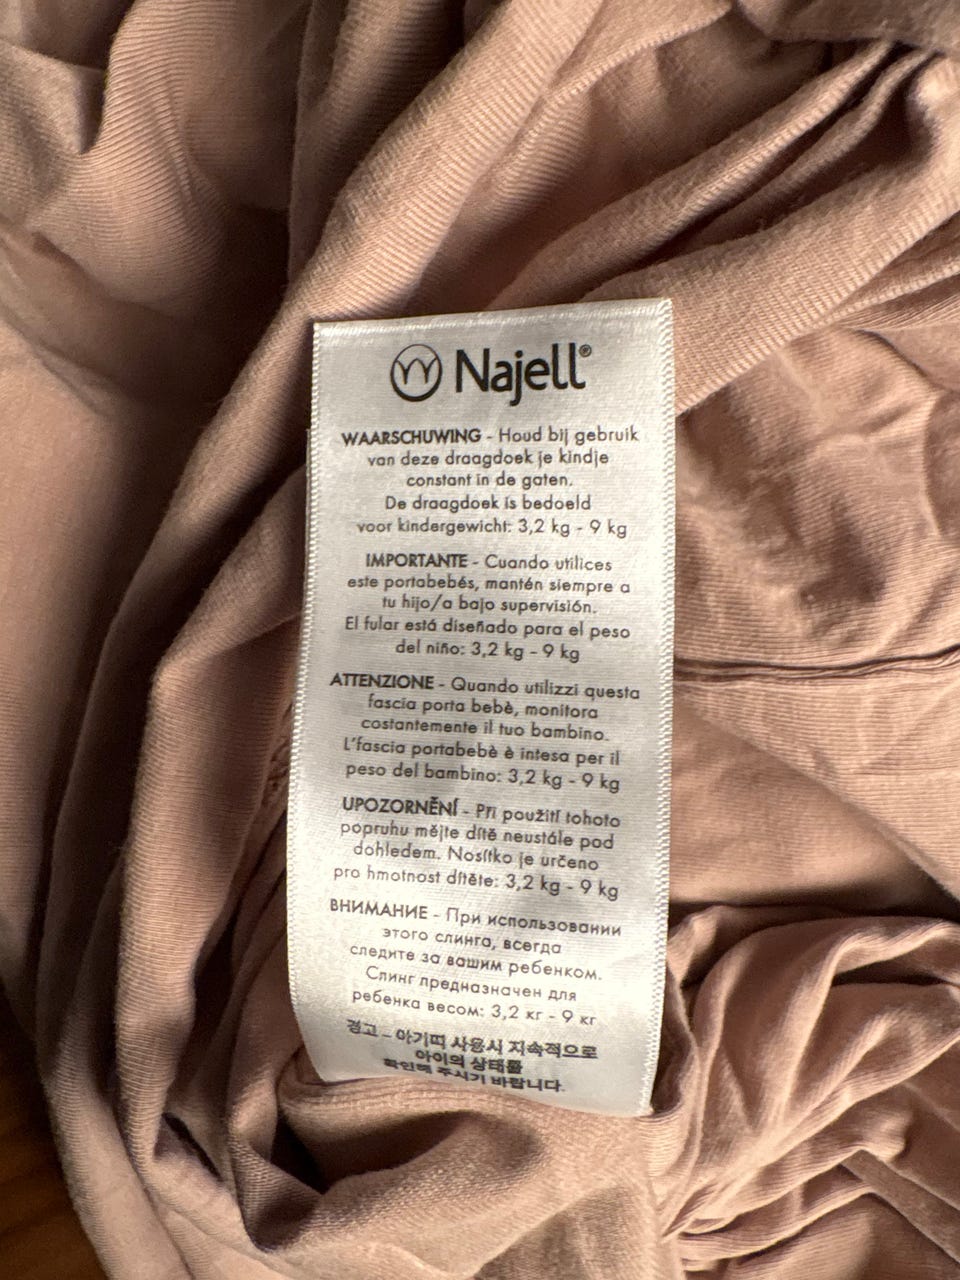 Najell®
WAARSCHUWING - Houd bij gebruik
van deze draagdoek je kindje
constant in de gaten.
De draagdoek is bedoeld
voor kindergewicht: 3,2 kg - 9 kg
IMPORTANTE - Cuando utilices
este portabebés, mantén siempre a
tu hijo/a bajo supervisión.
El fular está diseñado para el peso
del niño: 3,2 kg - 9 kg
ATTENZIONE - Quando utilizzi questa
fascia porta bebè, monitora
costantemente il tuo bambino.
L'fascia portabebè è intesa per il
peso del bambino: 3,2 kg - 9 kg
UPOZORNĚNÍ - Při použití tohoto
popruhu mějte dítě neustále pod
dohledem. Nosítko je určeno
pro hmotnost dítěte: 3,2 kg - 9 kg
ВНИМАНИЕ - При использовании
этого слинга, всегда
следите за вашим ребенком.
Слинг предназначен для
ребенка весом: 3,2 кг - 9 кг
경고 - 아기띠 사용시 지속적으로
아이의 상태를
확인해 주시기 바랍니다.